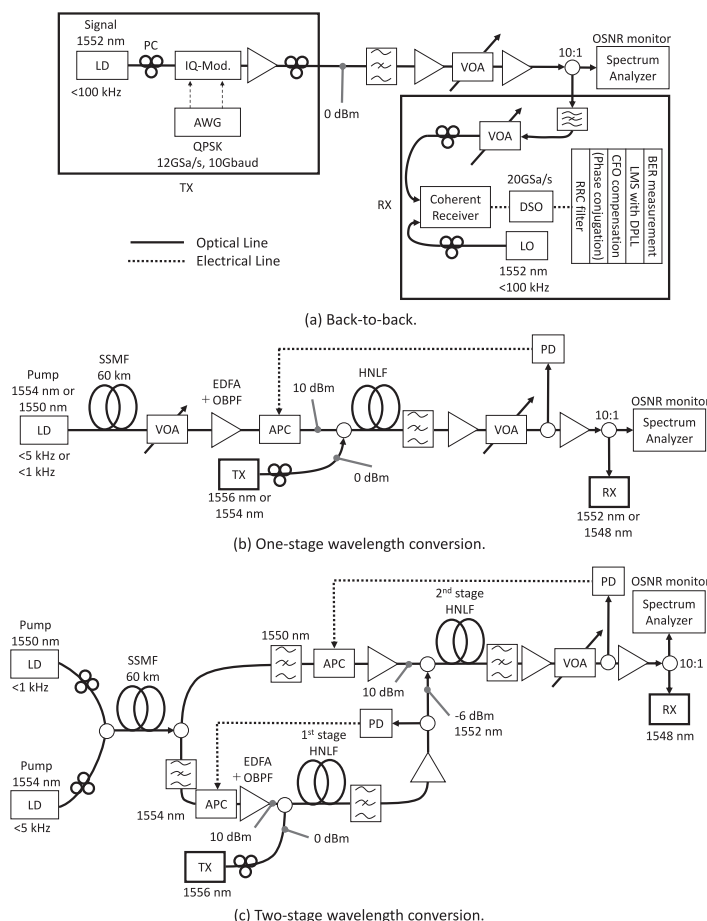 Signal
1552 nm
PC
LD
IQ-Mod.
<100 kHz
AWG
QPSK
12GSa/s, 10Gbaud
TX
0 dBm
VOA
10:1
OSNR monitor
Spectrum
Analyzer
VOA
RX
Coherent
Receiver
20GSa/s
DSO
LO
1552 nm
<100 kHz
RRC filter
(Phase conjugation)
CFO compensation
LMS with DPLL
BER measurement
Optical Line
Electrical Line
(a) Back-to-back.
Pump
1554 nm or
1550 nm
LD
<5 kHz or
<1 kHz
SSMF
60 km
VOA
EDFA
+OBPF
APC
10 dBm
HNLF
TX
1556 nm or
1554 nm
0 dBm
VOA
PD
10:1
OSNR monitor
Spectrum
Analyzer
RX
1552 nm or
1548 nm
(b) One-stage wavelength conversion.
Pump
1550 nm
LD
<1 kHz
Pump
1554 nm
LD
<5 kHz
SSMF
60 km
1550 nm
APC
10 dBm
2nd stage
HNLF
VOA
PD
OSNR monitor
Spectrum
Analyzer
10:1
RX
1548 nm
-6 dBm
1552 nm
PD
1st stage
HNLF
EDFA
+OBPF
1554 nm
APC
10 dBm
0 dBm
TX
1556 nm
(c) Two-stage wavelength conversion.